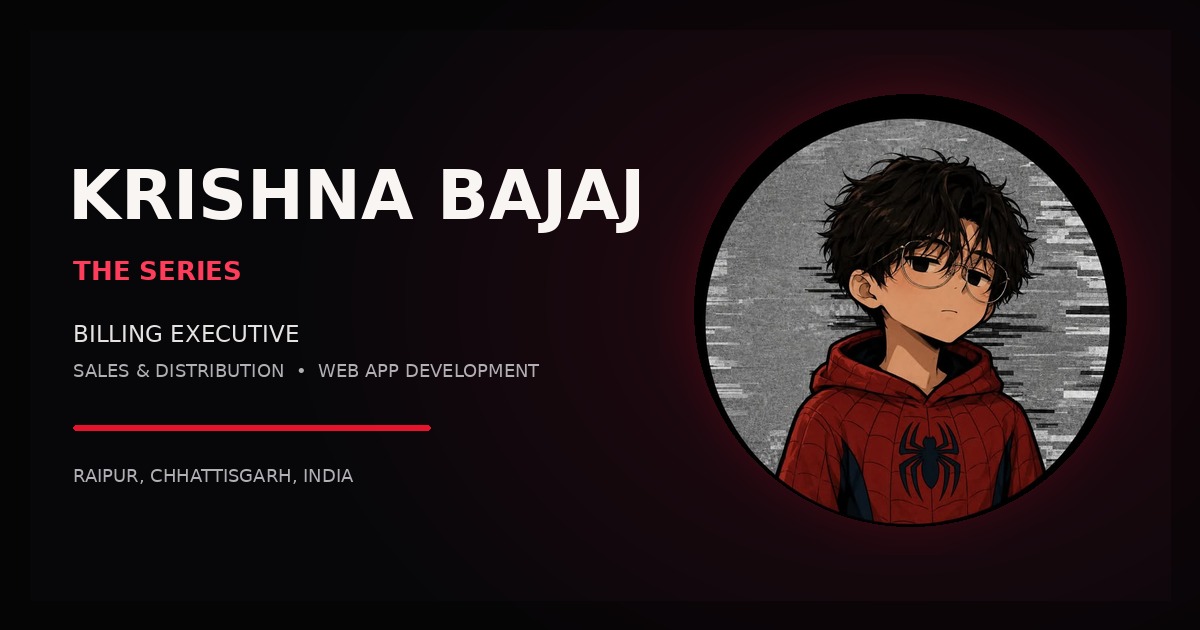 KRISHNA BAJAJ
THE SERIES
BILLING EXECUTIVE
SALES & DISTRIBUTION • WEB APP DEVELOPMENT
RAIPUR, CHHATTISGARH, INDIA